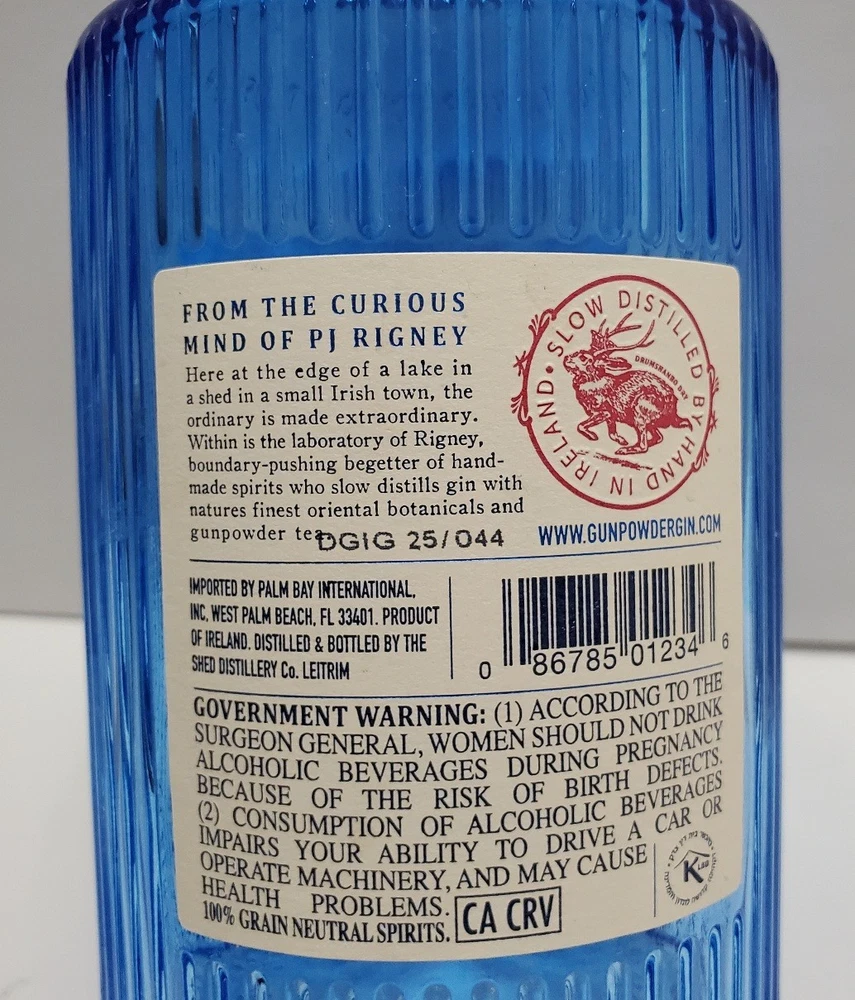 FROM THE CURIOUS
MIND OF PJ RIGNEY
Here at the edge of a lake in
a shed in a small Irish town, the
ordinary is made extraordinary.
Within is the laboratory of Rigney,
boundary-pushing begetter of hand-
made spirits who slow distills gin with
natures finest oriental botanicals and
gunpowder tea
DGIG 25/044
SLOW DISTILLED BY HAND IN IRELAND
WWW.GUNPOWDERGIN.COM
IMPORTED BY PALM BAY INTERNATIONAL,
INC, WEST PALM BEACH, FL 33401. PRODUCT
OF IRELAND. DISTILLED & BOTTLED BY THE
SHED DISTILLERY Co. LEITRIM
0 86785 01234 6
GOVERNMENT WARNING: (1) ACCORDING TO THE
SURGEON GENERAL, WOMEN SHOULD NOT DRINK
ALCOHOLIC BEVERAGES DURING PREGNANCY
BECAUSE OF THE RISK OF BIRTH DEFECTS.
(2) CONSUMPTION OF ALCOHOLIC BEVERAGES
IMPAIRS YOUR ABILITY TO DRIVE A CAR OR
OPERATE MACHINERY, AND MAY CAUSE
HEALTH PROBLEMS.
100% GRAIN NEUTRAL SPIRITS.
CA CRV
K